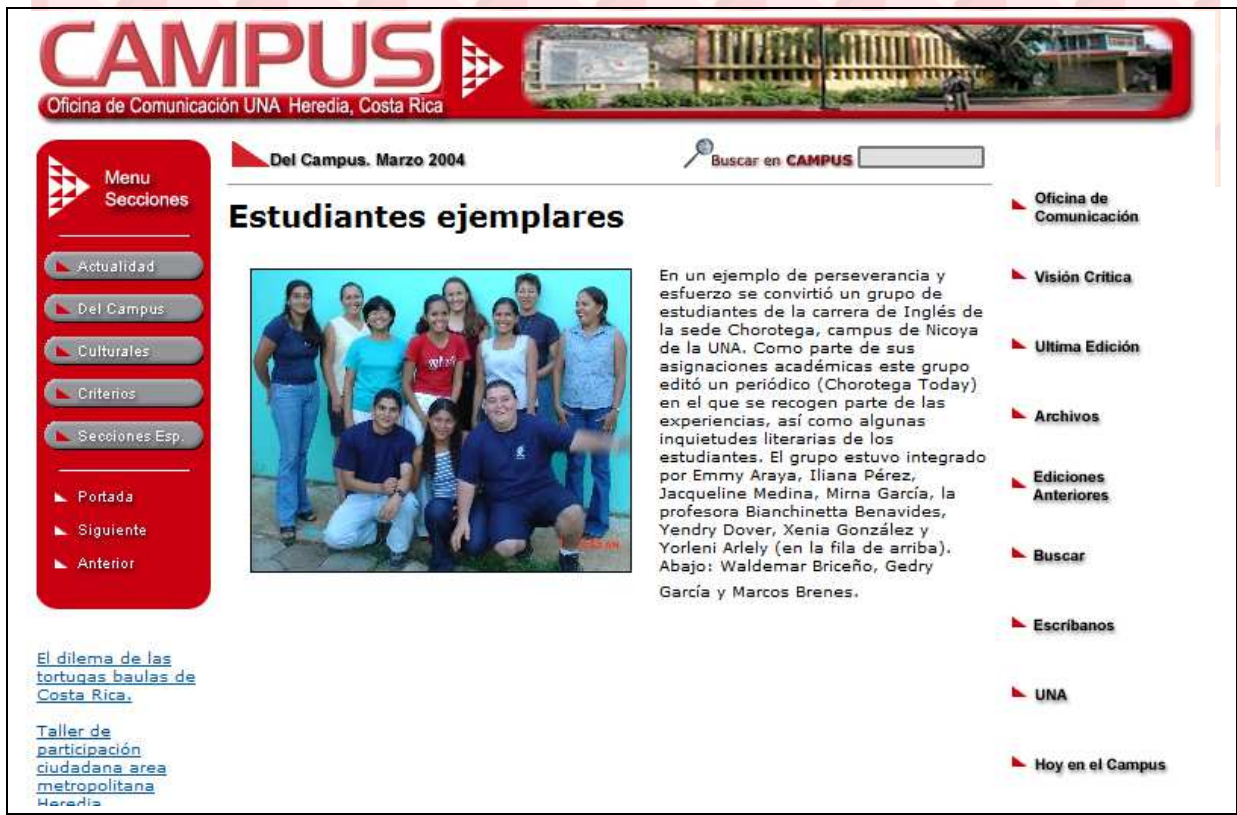 CAMPUS
Oficina de Comunicación UNA Heredia, Costa Rica
Menu
Secciones
Actualidad
Del Campus
Culturales
Criterios
Secciones Esp.
Portada
Siguiente
Anterior
El dilema de las
tortugas baulas de
Costa Rica.
Taller de
participación
ciudadana area
metropolitana
Heredia
Del Campus. Marzo 2004
Buscar en CAMPUS
Estudiantes ejemplares
En un ejemplo de perseverancia y
esfuerzo se convirtió un grupo de
estudiantes de la carrera de Inglés de
la sede Chorotega, campus de Nicoya
de la UNA. Como parte de sus
asignaciones académicas este grupo
editó un periódico (Chorotega Today)
en el que se recogen parte de las
experiencias, así como algunas
inquietudes literarias de los
estudiantes. El grupo estuvo integrado
por Emmy Araya, Iliana Pérez,
Jacqueline Medina, Mirna García, la
profesora Bianchinetta Benavides,
Yendry Dover, Xenia González y
Yorleni Arlely (en la fila de arriba).
Abajo: Waldemar Briceño, Gedry
García y Marcos Brenes.
Oficina de
Comunicación
Visión Crítica
Ultima Edición
Archivos
Ediciones
Anteriores
Buscar
Escríbanos
UNA
Hoy en el Campus